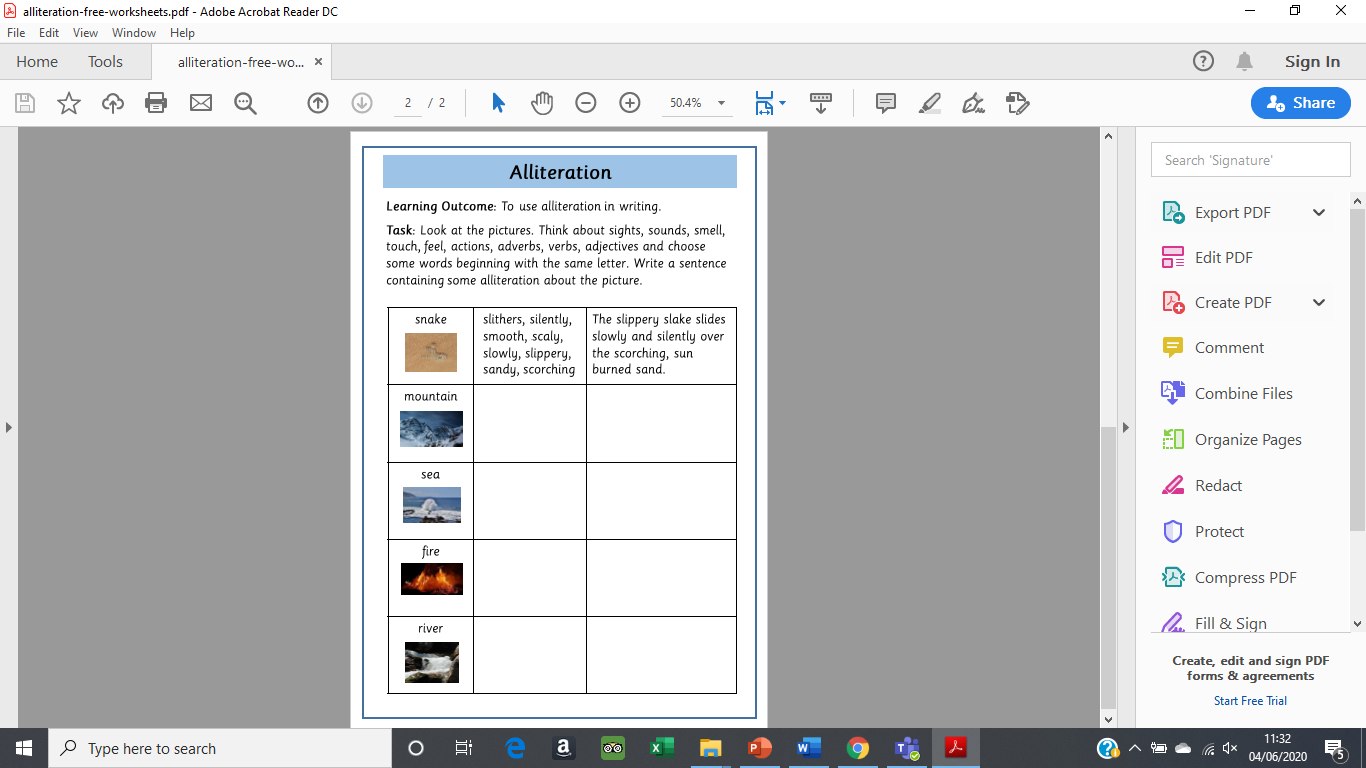 alliteration-free-worksheets.pdf - Adobe Acrobat Reader DC
File Edit View Window Help
Home Tools alliteration-free-wo... × Sign In
2 / 2 50.4% Share
Alliteration
Learning Outcome: To use alliteration in writing.
Task: Look at the pictures. Think about sights, sounds, smell,
touch, feel, actions, adverbs, verbs, adjectives and choose
some words beginning with the same letter. Write a sentence
containing some alliteration about the picture.
snake
slithers, silently,
smooth, scaly,
slowly, slippery,
sandy, scorching
The slippery slake slides
slowly and silently over
the scorching, sun
burned sand.
mountain
sea
fire
river
Search 'Signature'
Export PDF
Edit PDF
Create PDF
Comment
Combine Files
Organize Pages
Redact
Protect
Compress PDF
Fill & Sign
Create, edit and sign PDF
forms & agreements
Start Free Trial
Type here to search
11:32
04/06/2020
5